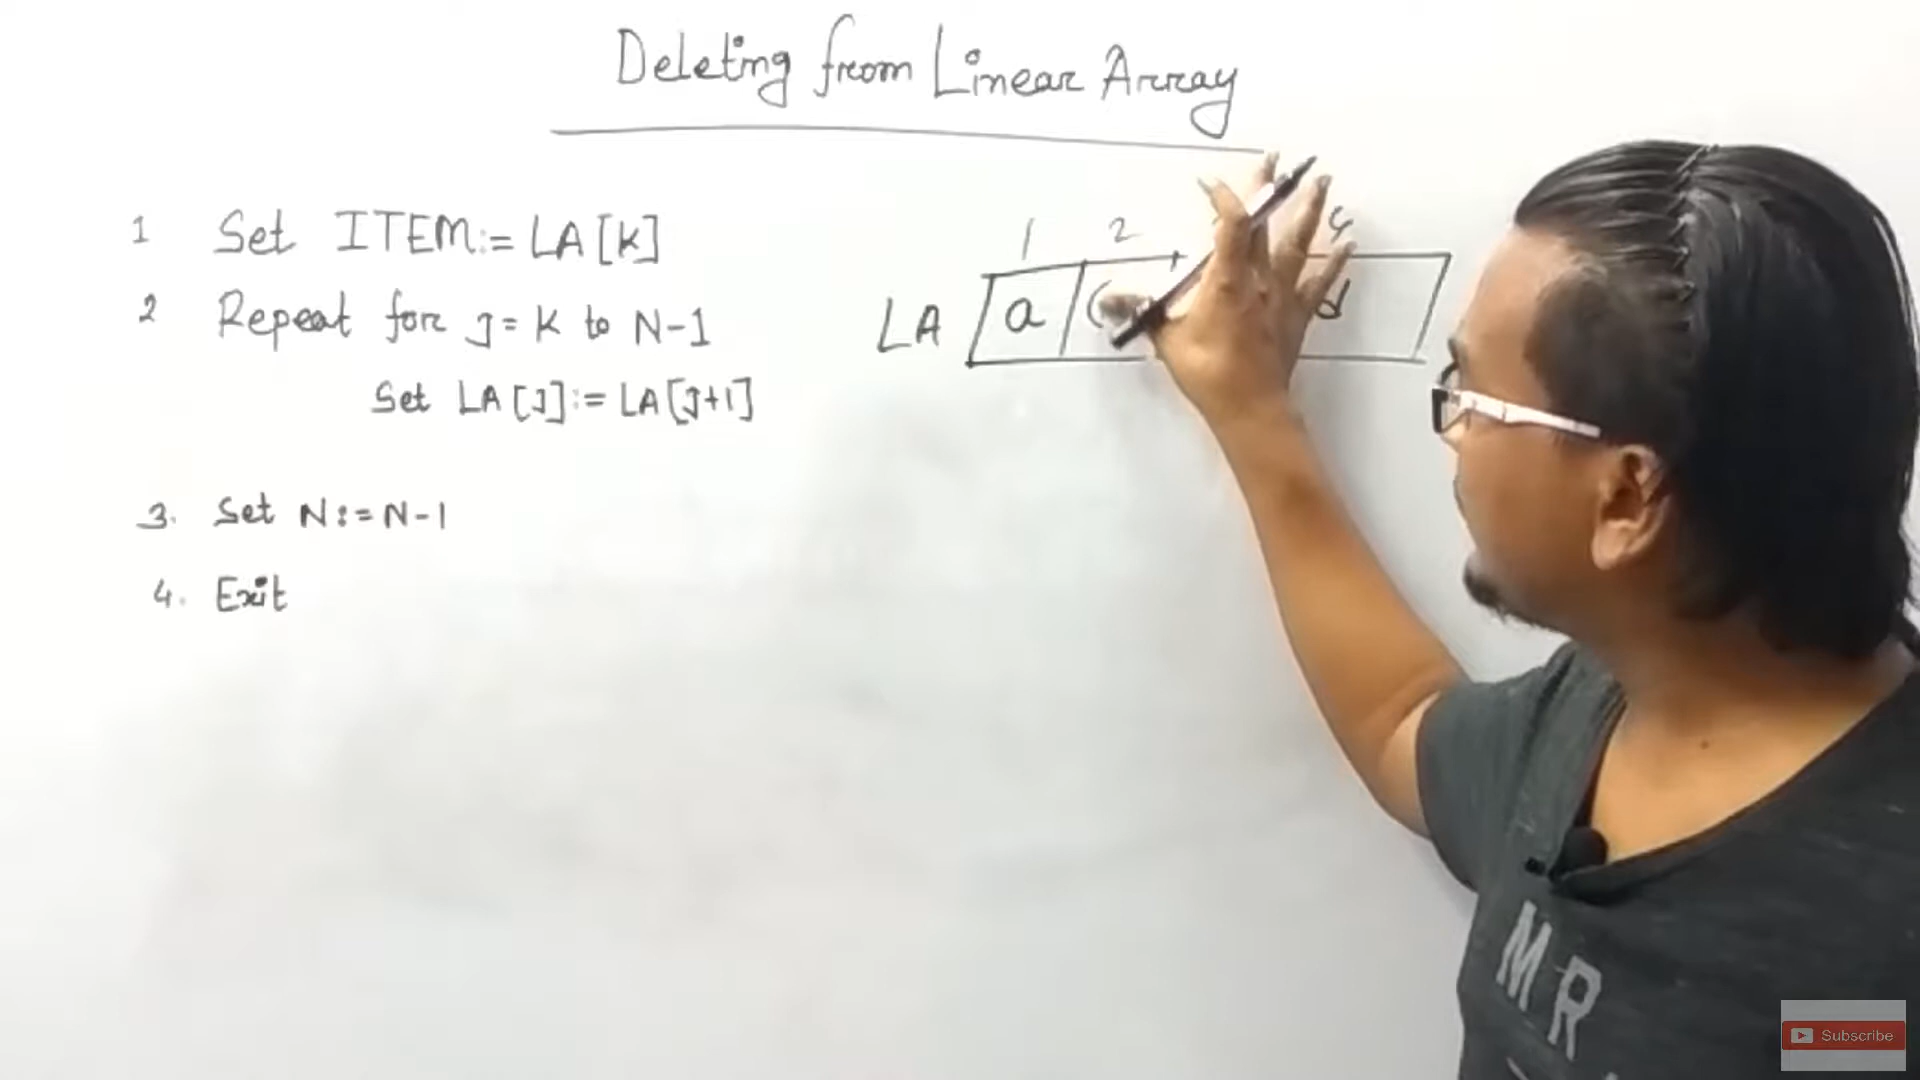 Deleting from Linear Array
1 Set ITEM:= LA[K]
2 Repeat for J= K to N-1
Set LA[J]:= LA[J+1]
3. Set N:= N-1
4. Exit
1 2
LA a d
MR
Subscribe